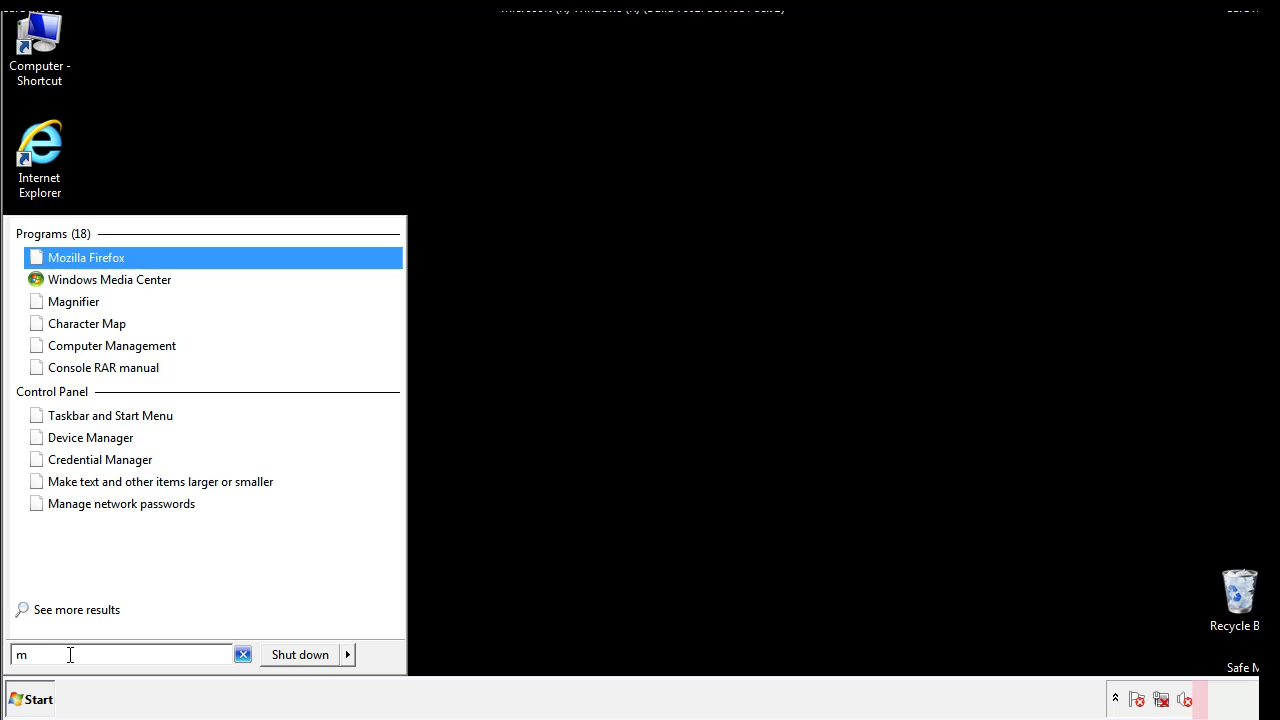 Computer -
Shortcut
Internet
Explorer
Programs (18)
Mozilla Firefox
Windows Media Center
Magnifier
Character Map
Computer Management
Console RAR manual
Control Panel
Taskbar and Start Menu
Device Manager
Credential Manager
Make text and other items larger or smaller
Manage network passwords
See more results
m
Shut down
Recycle B
Safe M
Start